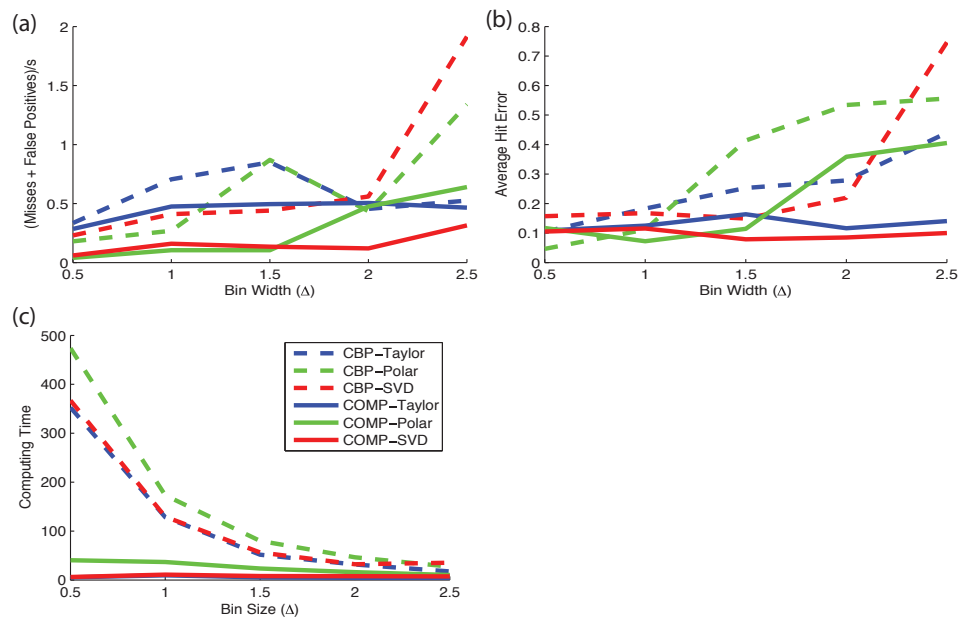 (a)
(Misses + False Positives)/s
2
1.5
1
0.5
0
0.5 1 1.5 2 2.5
Bin Width (Δ)
(b)
Average Hit Error
0.8
0.7
0.6
0.5
0.4
0.3
0.2
0.1
0
0.5 1 1.5 2 2.5
Bin Width (Δ)
(c)
Computing Time
500
400
300
200
100
0
0.5 1 1.5 2 2.5
Bin Size (Δ)
CBP−Taylor
CBP−Polar
CBP−SVD
COMP−Taylor
COMP−Polar
COMP−SVD